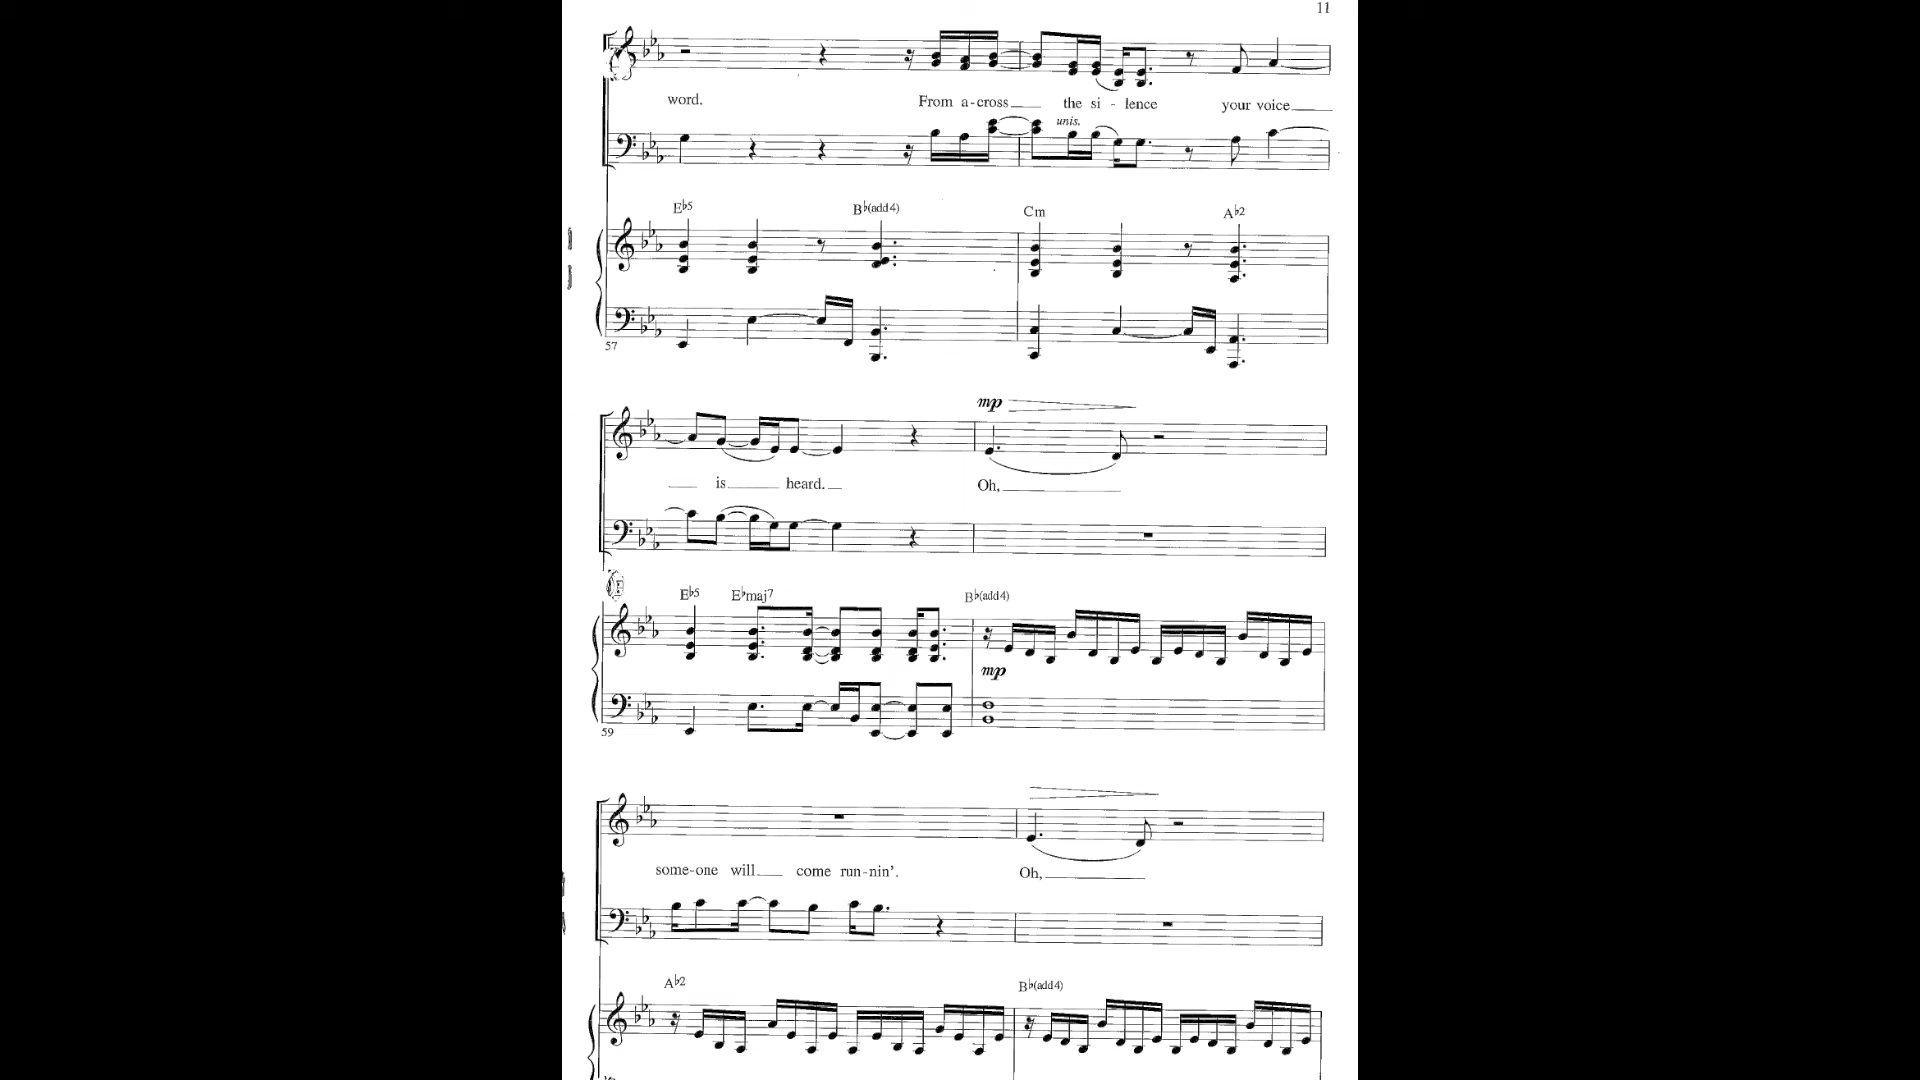 11
word. From a-cross the si - lence your voice
unis.
E♭5 B♭(add4) Cm A♭2
57
mp
is heard. Oh,
E♭5 E♭maj7 B♭(add4)
mp
59
some-one will come run-nin'. Oh,
A♭2 B♭(add4)